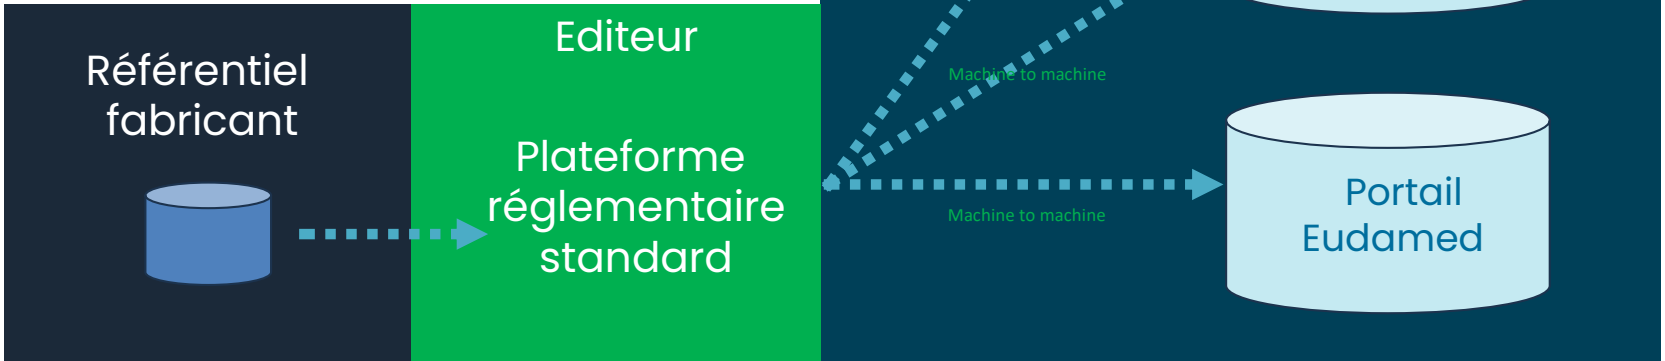 Référentiel
fabricant
Editeur
Plateforme
réglementaire
standard
Machine to machine
Machine to machine
Portail
Eudamed